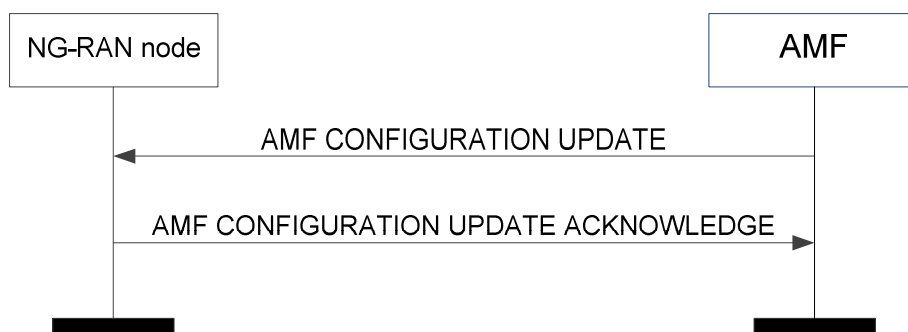 NG-RAN node
AMF
AMF CONFIGURATION UPDATE
AMF CONFIGURATION UPDATE ACKNOWLEDGE